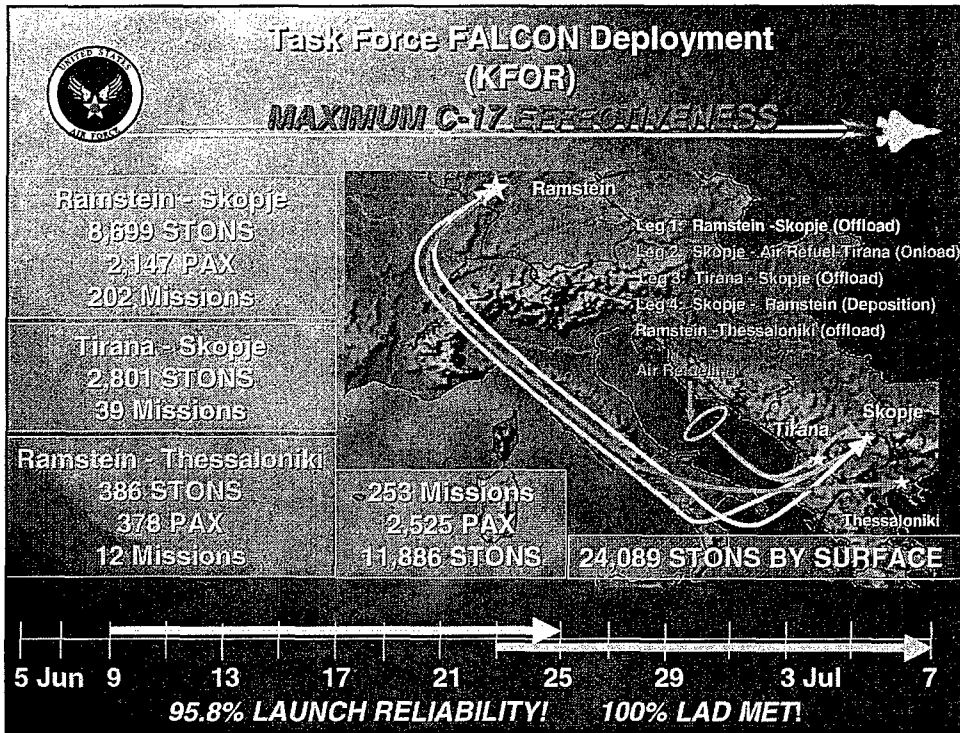 UNITED STATES
AIR FORCE
Task Force FALCON Deployment
(KFOR)
MAXIMUM C-17 EFFECTIVENESS
Ramstein - Skopje
8,699 STONS
2,147 PAX
202 Missions
Tirana - Skopje
2,801 STONS
39 Missions
Ramstein - Thessaloniki
386 STONS
378 PAX
12 Missions
253 Missions
2,525 PAX
11,886 STONS
Ramstein
Leg 1: Ramstein -Skopje (Offload)
Leg 2: Skopje - Air Refuel-Tirana (Onload)
Leg 3: Tirana - Skopje (Offload)
Leg 4: Skopje - Ramstein (Deposition)
Ramstein -Thessaloniki (offload)
Air Refueling
Skopje
Tirana
Thessaloniki
24,089 STONS BY SURFACE
5 Jun 9 13 17 21 25 29 3 Jul 7
95.8% LAUNCH RELIABILITY! 100% LAD MET!